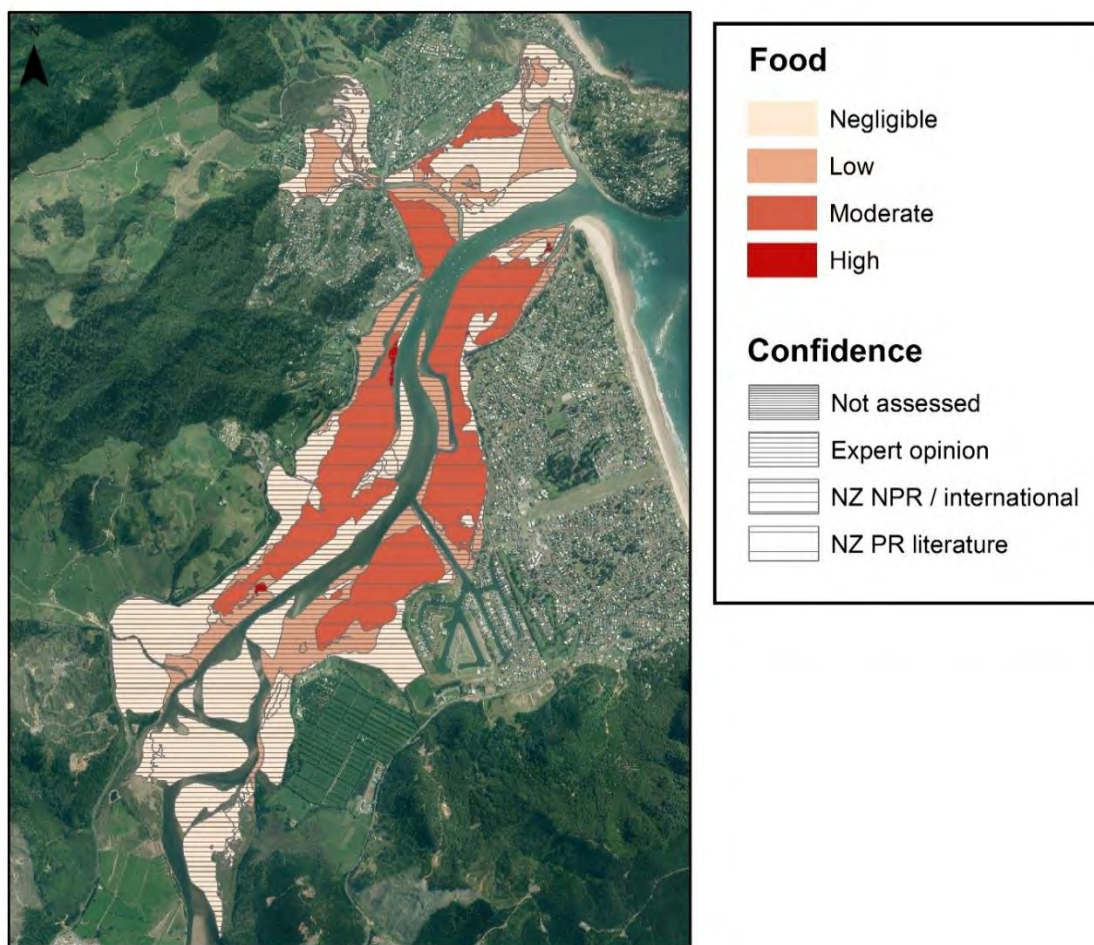 N
Food
Negligible
Low
Moderate
High
Confidence
Not assessed
Expert opinion
NZ NPR / international
NZ PR literature